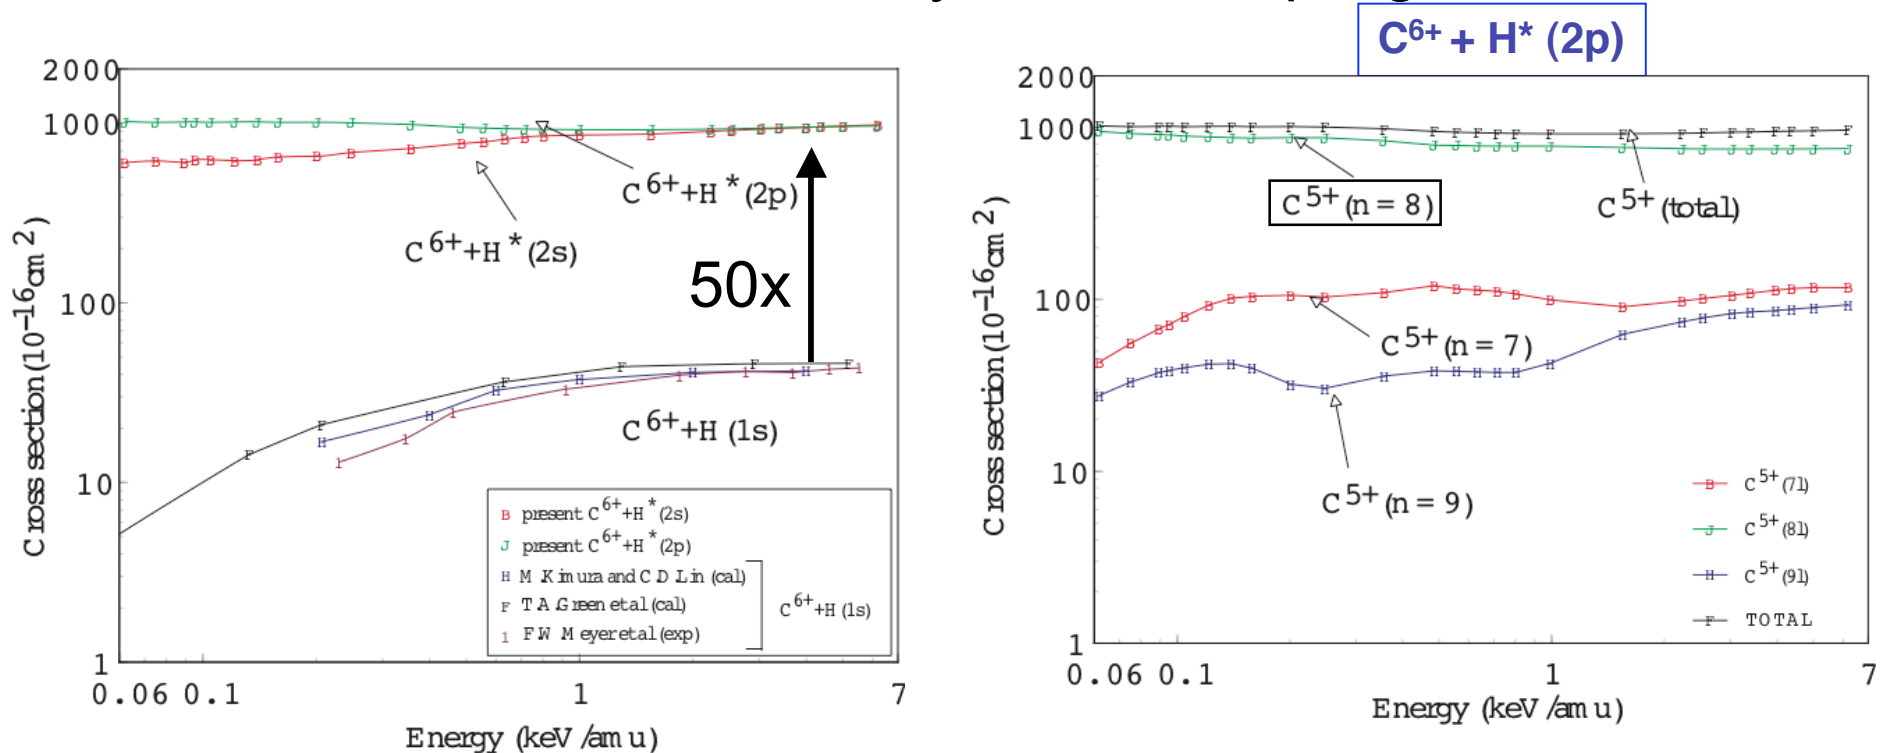 C6+ + H* (2p)
2000
1000
100
10
1
0.06 0.1 1 7
Cross section (10-16cm2)
Energy (keV/amu)
C6++H*(2p)
C6++H*(2s)
50x
C6++H (1s)
B present C6++H*(2s)
J present C6++H*(2p)
H M.Kimura and C.D.Lin (cal)
F T.A.Green et al (cal)
1 F.W. Meyer et al (exp)
C6++H (1s)
2000
1000
100
10
1
0.06 0.1 1 7
Cross section (10-16cm2)
Energy (keV/amu)
C5+(n = 8)
C5+(total)
C5+(n = 7)
C5+(n = 9)
B C5+(7l)
J C5+(8l)
H C5+(9l)
F TOTAL